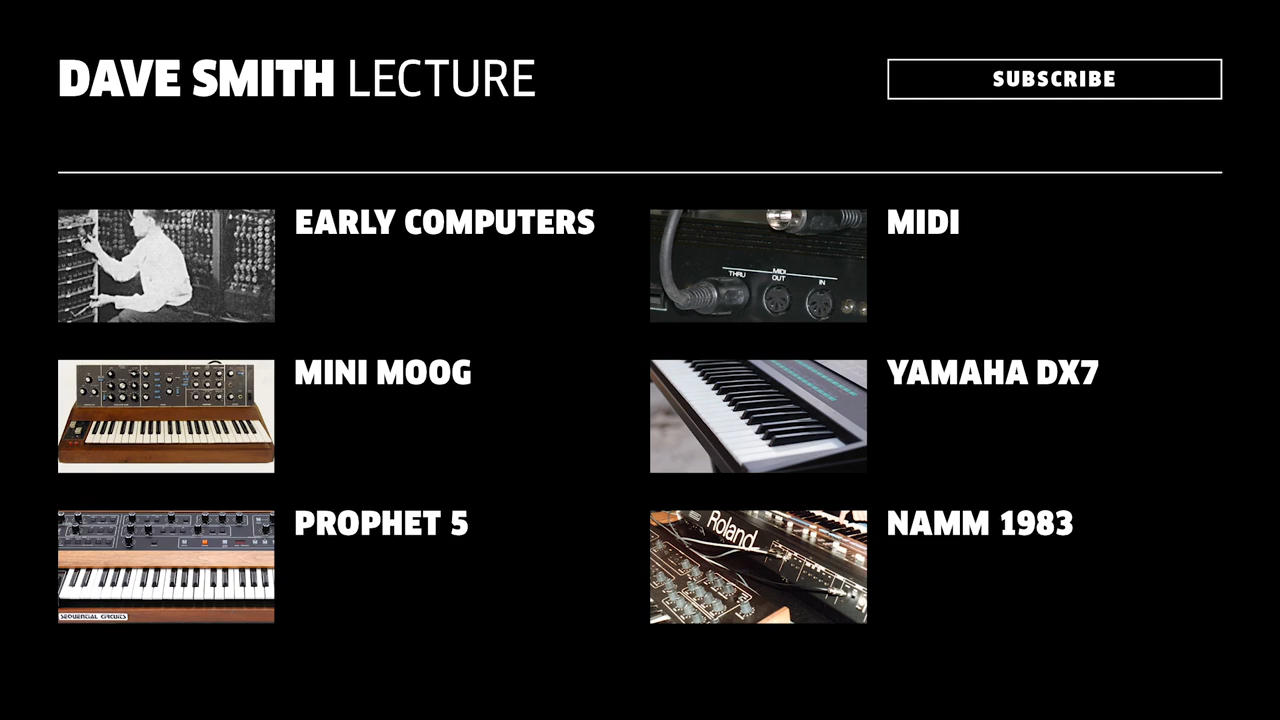 DAVE SMITH LECTURE
SUBSCRIBE
EARLY COMPUTERS
MIDI
THRU
MIDI
OUT
IN
MINI MOOG
YAMAHA DX7
PROPHET 5
SEQUENTIAL CIRCUITS
NAMM 1983
Roland